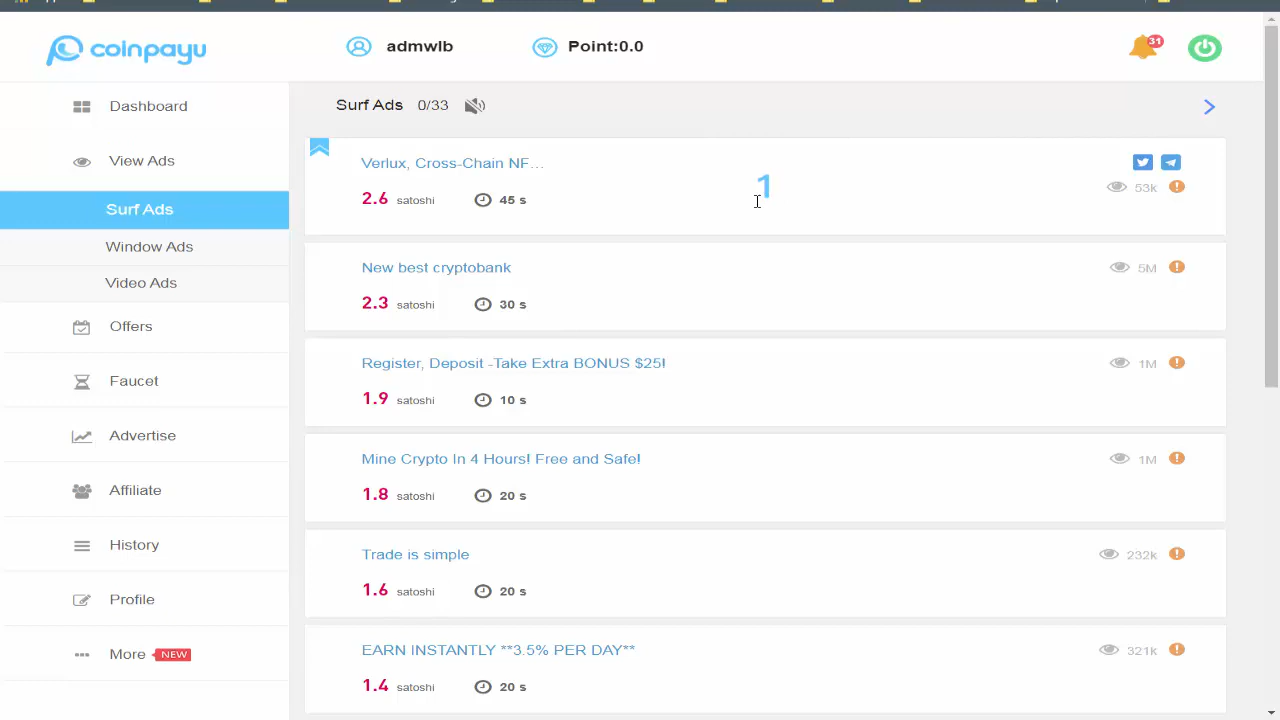 coinpayu
admwlb
Point:0.0
31
Dashboard
View Ads
Surf Ads
Window Ads
Video Ads
Offers
Faucet
Advertise
Affiliate
History
Profile
More NEW
Surf Ads 0/33
Verlux, Cross-Chain NF...
2.6 satoshi 45 s
1
53k
New best cryptobank
2.3 satoshi 30 s
5M
Register, Deposit -Take Extra BONUS $25!
1.9 satoshi 10 s
1M
Mine Crypto In 4 Hours! Free and Safe!
1.8 satoshi 20 s
1M
Trade is simple
1.6 satoshi 20 s
232k
EARN INSTANTLY **3.5% PER DAY**
1.4 satoshi 20 s
321k